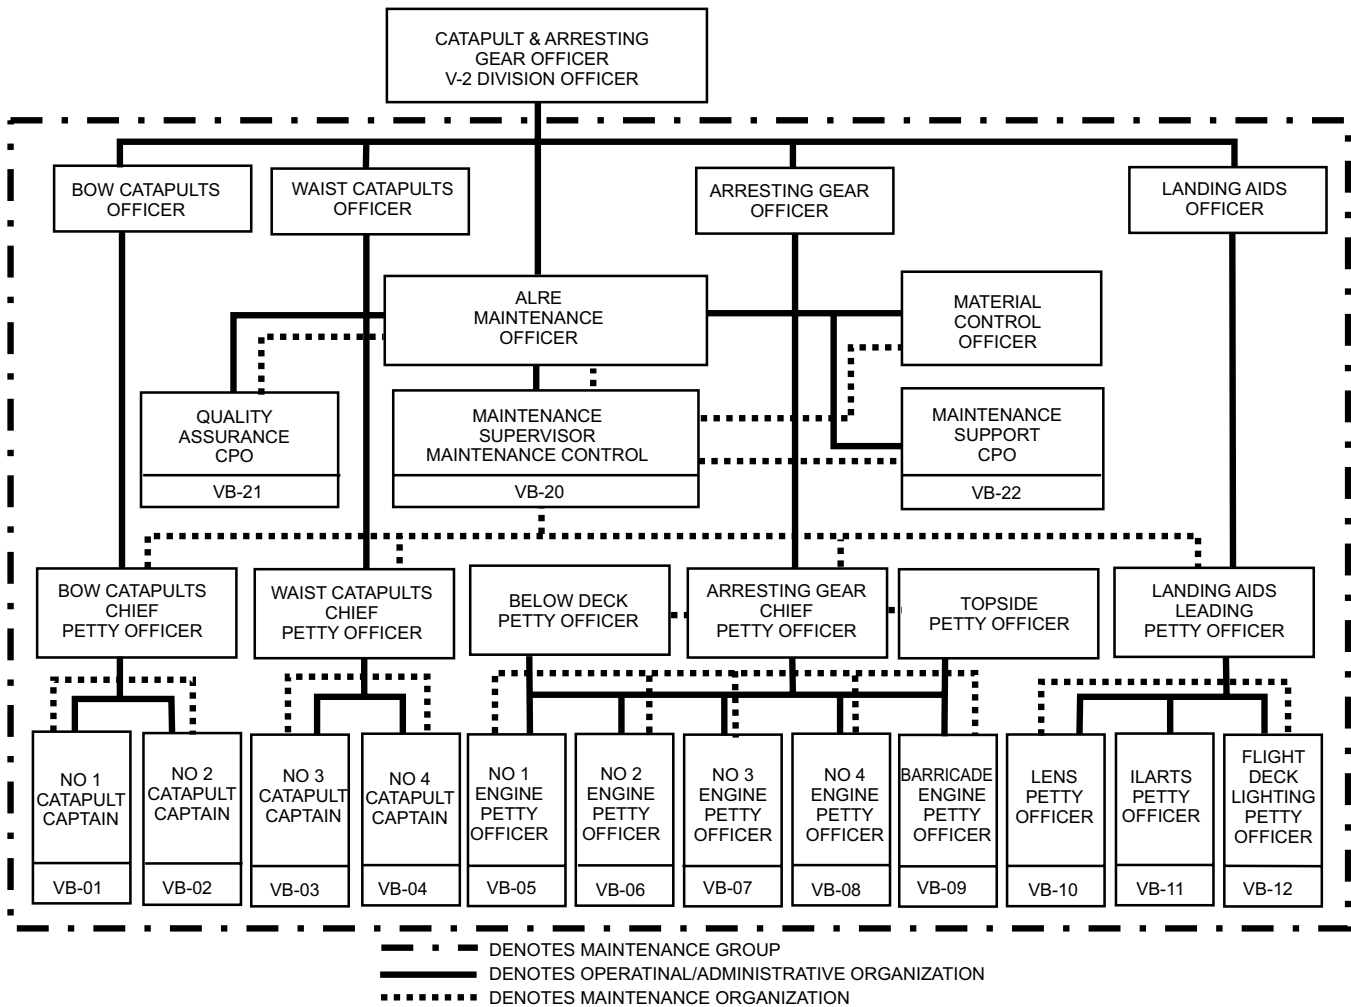 CATAPULT & ARRESTING
GEAR OFFICER
V-2 DIVISION OFFICER
BOW CATAPULTS
OFFICER
WAIST CATAPULTS
OFFICER
ARRESTING GEAR
OFFICER
LANDING AIDS
OFFICER
ALRE
MAINTENANCE
OFFICER
MATERIAL
CONTROL
OFFICER
QUALITY
ASSURANCE
CPO
VB-21
MAINTENANCE
SUPERVISOR
MAINTENANCE CONTROL
VB-20
MAINTENANCE
SUPPORT
CPO
VB-22
BOW CATAPULTS
CHIEF
PETTY OFFICER
WAIST CATAPULTS
CHIEF
PETTY OFFICER
BELOW DECK
PETTY OFFICER
ARRESTING GEAR
CHIEF
PETTY OFFICER
TOPSIDE
PETTY OFFICER
LANDING AIDS
LEADING
PETTY OFFICER
NO 1
CATAPULT
CAPTAIN
VB-01
NO 2
CATAPULT
CAPTAIN
VB-02
NO 3
CATAPULT
CAPTAIN
VB-03
NO 4
CATAPULT
CAPTAIN
VB-04
NO 1
ENGINE
PETTY
OFFICER
VB-05
NO 2
ENGINE
PETTY
OFFICER
VB-06
NO 3
ENGINE
PETTY
OFFICER
VB-07
NO 4
ENGINE
PETTY
OFFICER
VB-08
BARRICADE
ENGINE
PETTY
OFFICER
VB-09
LENS
PETTY
OFFICER
VB-10
ILARTS
PETTY
OFFICER
VB-11
FLIGHT
DECK
LIGHTING
PETTY
OFFICER
VB-12
DENOTES MAINTENANCE GROUP
DENOTES OPERATINAL/ADMINISTRATIVE ORGANIZATION
DENOTES MAINTENANCE ORGANIZATION